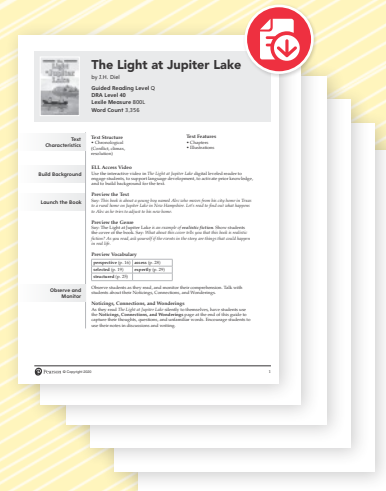 The Light at Jupiter Lake
by J.H. Diel
Guided Reading Level Q
DRA Level 40
Lexile Measure 800L
Word Count 3,356
The
Light
at Jupiter
Lake
Text
Characteristics
Text Structure
• Chronological
(Conflict, climax,
resolution)
Text Features
• Chapters
• Illustrations
Build Background
ELL Access Video
Use the interactive video in The Light at Jupiter Lake digital leveled reader to
engage students, to support language development, to activate prior knowledge,
and to build background for the text.
Launch the Book
Preview the Text
Say: This book is about a young boy named Alex who moves from his city home in Texas
to a rural home on Jupiter Lake in New Hampshire. Let's read to find out what happens
to Alex as he tries to adjust to his new home.
Preview the Genre
Say: The Light at Jupiter Lake is an example of realistic fiction. Show students
the cover of the book. Say: What about this cover tells you that this book is realistic
fiction? As you read, ask yourself if the events in the story are things that could happen
in real life.
Preview Vocabulary
perspective (p. 16) access (p. 28)
selected (p. 19) expertly (p. 29)
structured (p. 23)
Observe and
Monitor
Observe students as they read, and monitor their comprehension. Talk with
students about their Noticings, Connections, and Wonderings.
Noticings, Connections, and Wonderings
As they read The Light at Jupiter Lake silently to themselves, have students use
the Noticings, Connections, and Wonderings page at the end of this guide to
capture their thoughts, questions, and unfamiliar words. Encourage students to
use their notes in discussions and writing.
Pearson © Copyright 2020
1